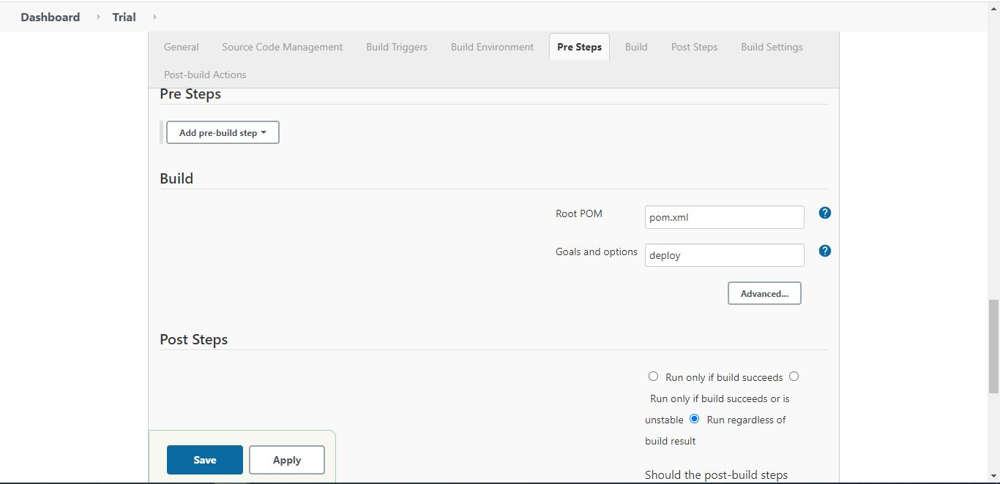 Dashboard Trial
General Source Code Management Build Triggers Build Environment Pre Steps Build Post Steps Build Settings
Post-build Actions
Pre Steps
Add pre-build step
Build
Root POM pom.xml ?
Goals and options deploy ?
Advanced...
Post Steps
Run only if build succeeds
Run only if build succeeds or is
unstable Run regardless of
build result
Save Apply
Should the post-build steps